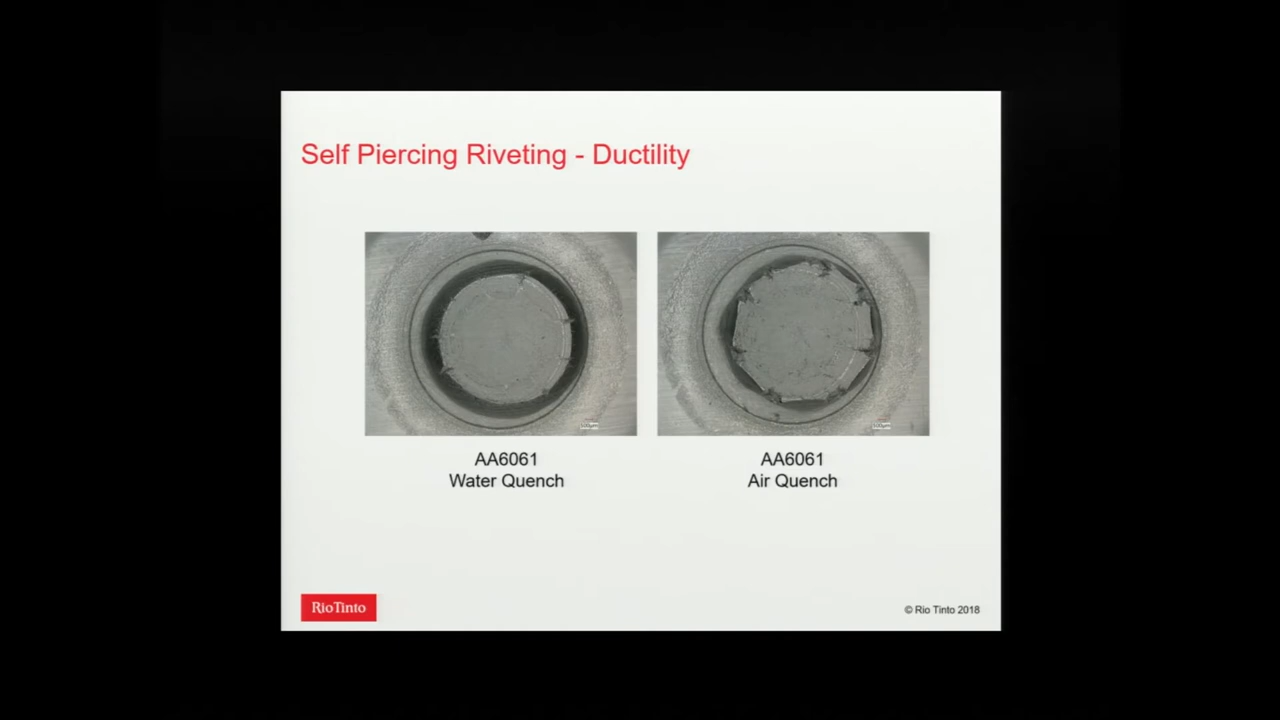 Self Piercing Riveting - Ductility
AA6061
Water Quench
AA6061
Air Quench
RioTinto
© Rio Tinto 2018